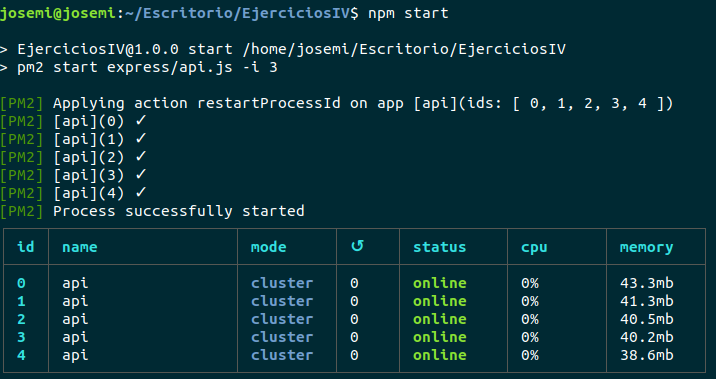 josemi@josemi:~/Escritorio/EjerciciosIV$ npm start
> EjerciciosIV@1.0.0 start /home/josemi/Escritorio/EjerciciosIV
> pm2 start express/api.js -i 3
[PM2] Applying action restartProcessId on app [api](ids: [ 0, 1, 2, 3, 4 ])
[PM2] [api](0) ✓
[PM2] [api](1) ✓
[PM2] [api](2) ✓
[PM2] [api](3) ✓
[PM2] [api](4) ✓
[PM2] Process successfully started
id name mode ↺ status cpu memory
0 api cluster 0 online 0% 43.3mb
1 api cluster 0 online 0% 41.3mb
2 api cluster 0 online 0% 40.5mb
3 api cluster 0 online 0% 40.2mb
4 api cluster 0 online 0% 38.6mb